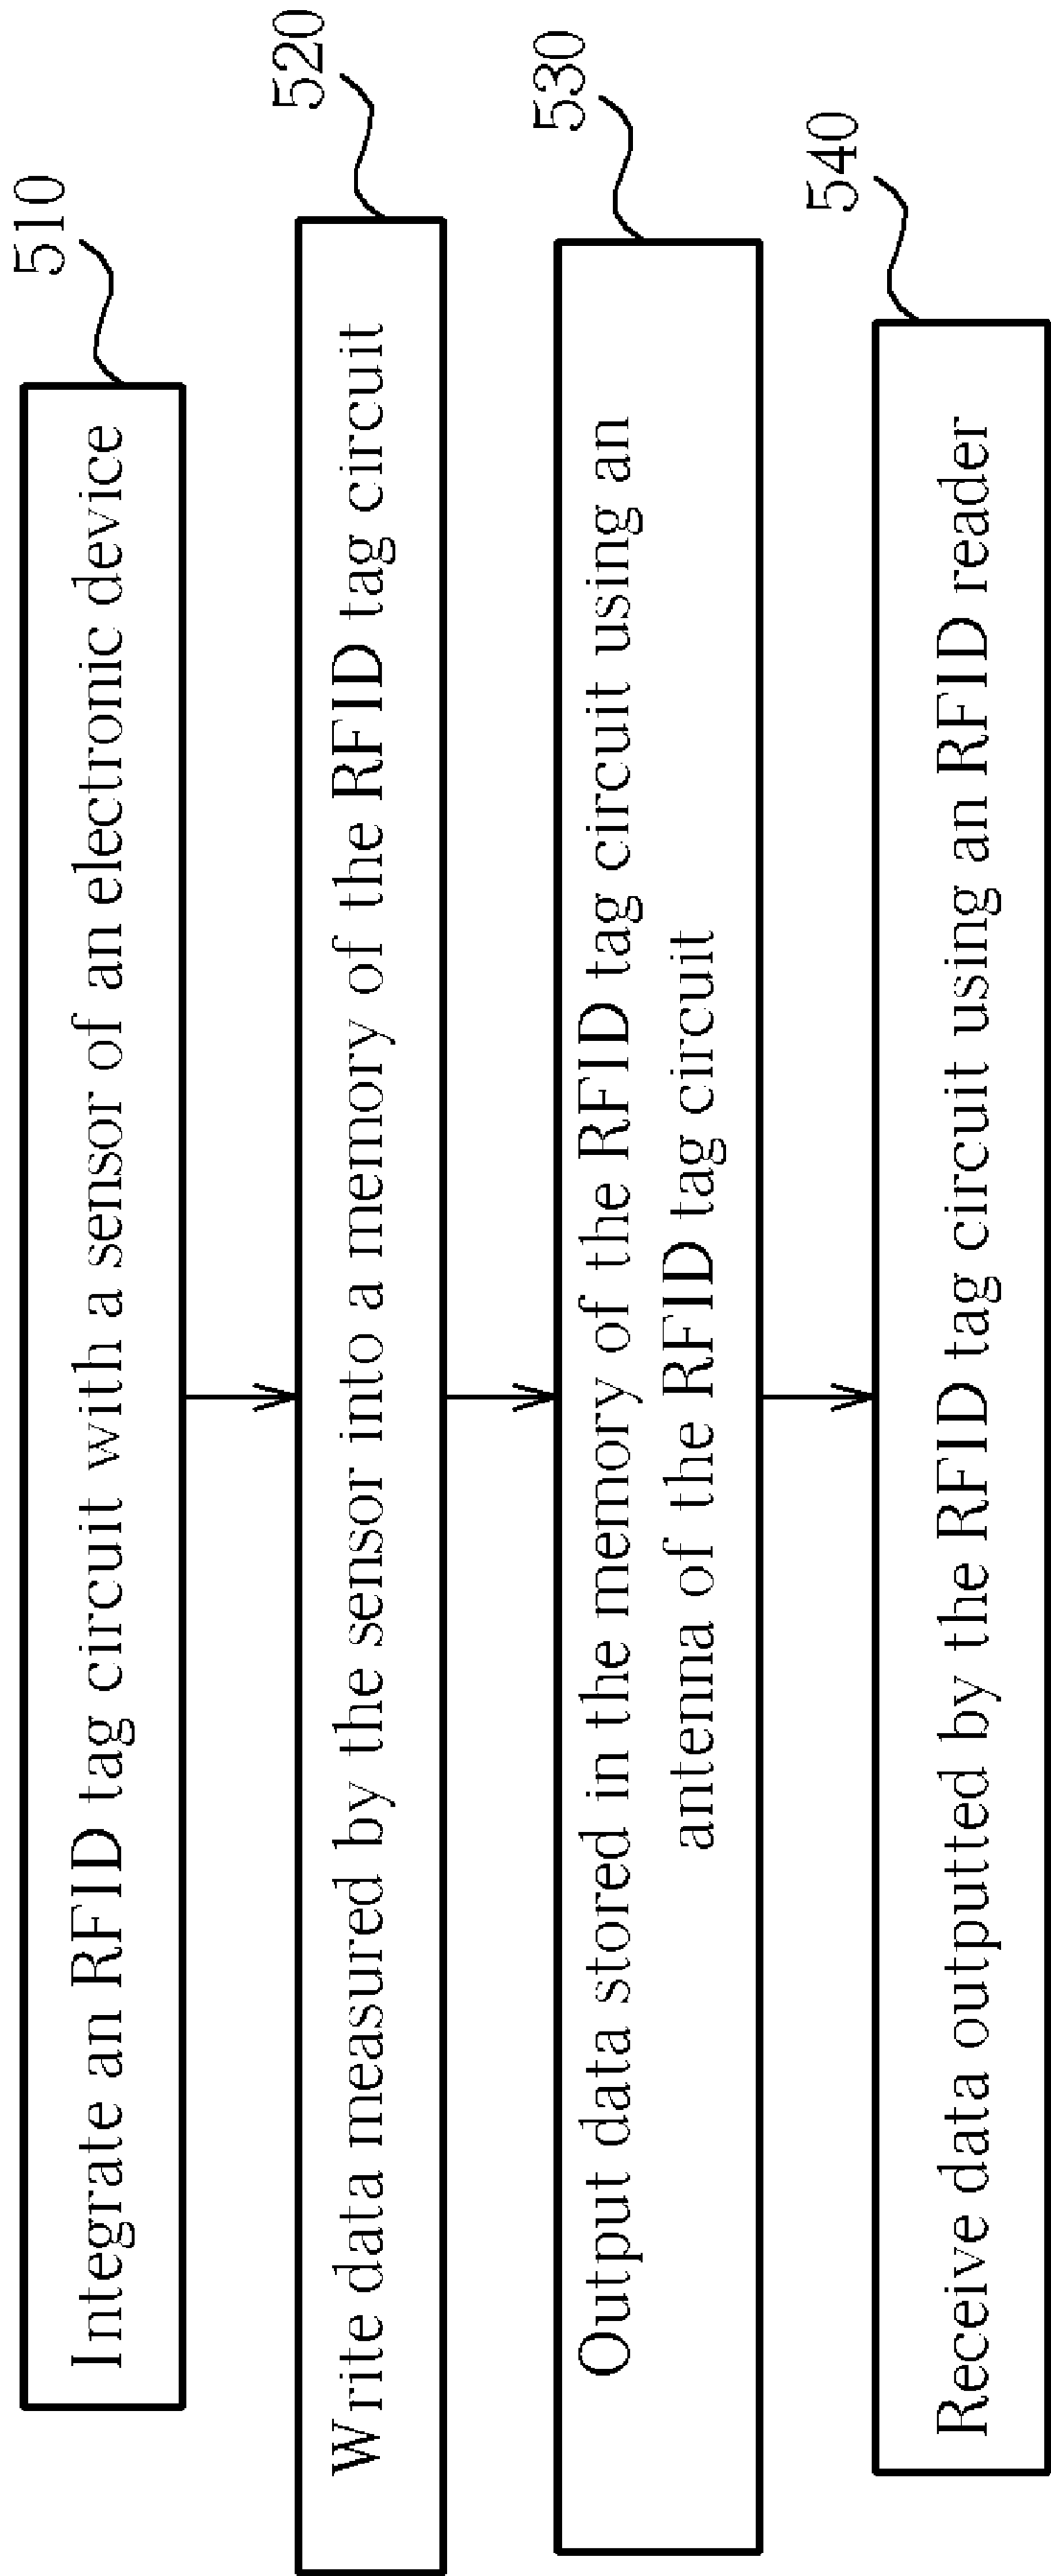 510
Integrate an RFID tag circuit with a sensor of an electronic device
520
Write data measured by the sensor into a memory of the RFID tag circuit
530
Output data stored in the memory of the RFID tag circuit using an
antenna of the RFID tag circuit
540
Receive data outputted by the RFID tag circuit using an RFID reader